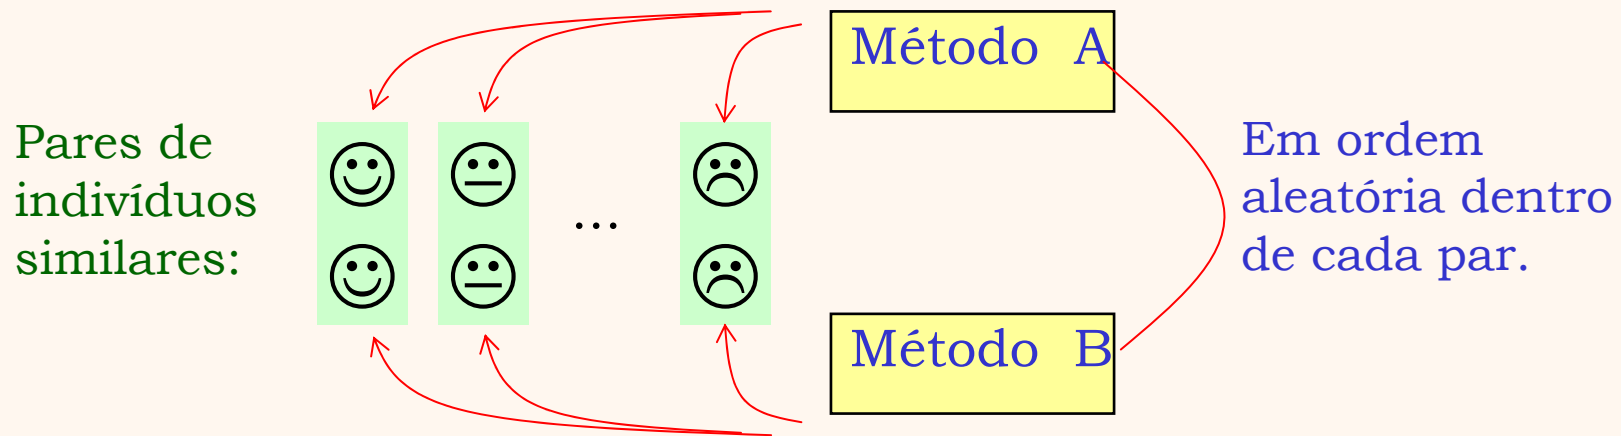 Método A
Pares de
indivíduos
similares:
...
Em ordem
aleatória dentro
de cada par.
Método B